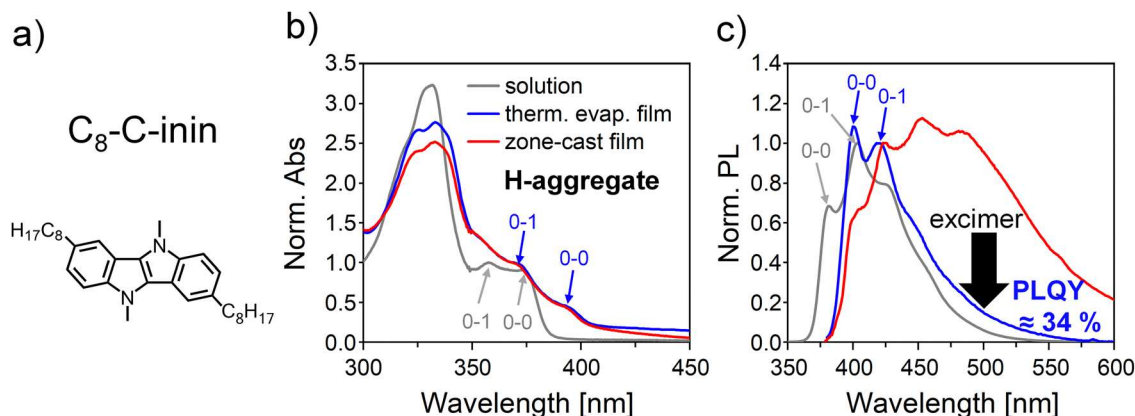 a)
C₈-C-inin
H₁₇C₈
N
N
C₈H₁₇
b)
Norm. Abs
3.5
3.0
2.5
2.0
1.5
1.0
0.5
0.0
solution
therm. evap. film
zone-cast film
H-aggregate
0-1
0-0
0-1
0-0
300
350
400
450
Wavelength [nm]
c)
Norm. PL
1.4
1.2
1.0
0.8
0.6
0.4
0.2
0.0
0-0
0-1
0-1
0-0
excimer
PLQY
≈ 34 %
350
400
450
500
550
600
Wavelength [nm]